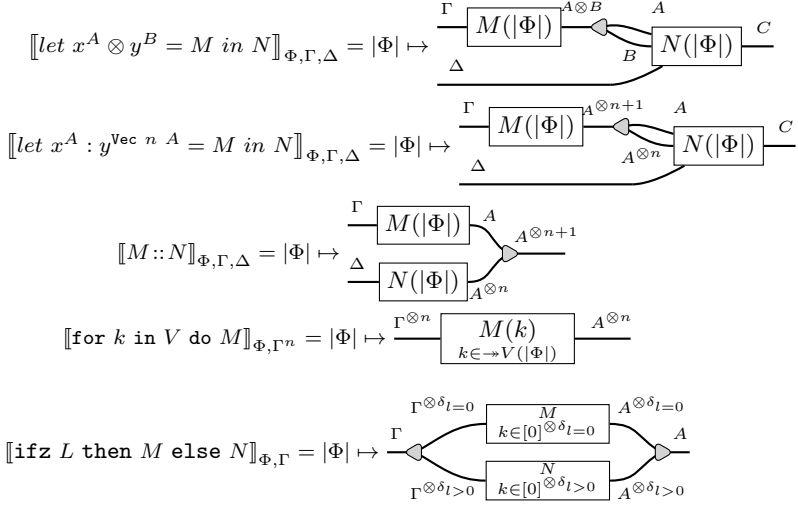 ⟦let x^A ⊗ y^B = M in N⟧_{Φ,Γ,Δ} = |Φ| ↦ Γ M(|Φ|) A⊗B A B Δ N(|Φ|) C
⟦let x^A : y^{Vec n A} = M in N⟧_{Φ,Γ,Δ} = |Φ| ↦ Γ M(|Φ|) A^{⊗n+1} A A^{⊗n} Δ N(|Φ|) C
⟦M :: N⟧_{Φ,Γ,Δ} = |Φ| ↦ Γ M(|Φ|) A Δ N(|Φ|) A^{⊗n} A^{⊗n+1}
⟦for k in V do M⟧_{Φ,Γ^n} = |Φ| ↦ Γ^{⊗n} M(k) k∈↠V(|Φ|) A^{⊗n}
⟦ifz L then M else N⟧_{Φ,Γ} = |Φ| ↦ Γ Γ^{⊗δ_{l=0}} M k∈[0]^{⊗δ_{l=0}} A^{⊗δ_{l=0}} Γ^{⊗δ_{l>0}} N k∈[0]^{⊗δ_{l>0}} A^{⊗δ_{l>0}} A